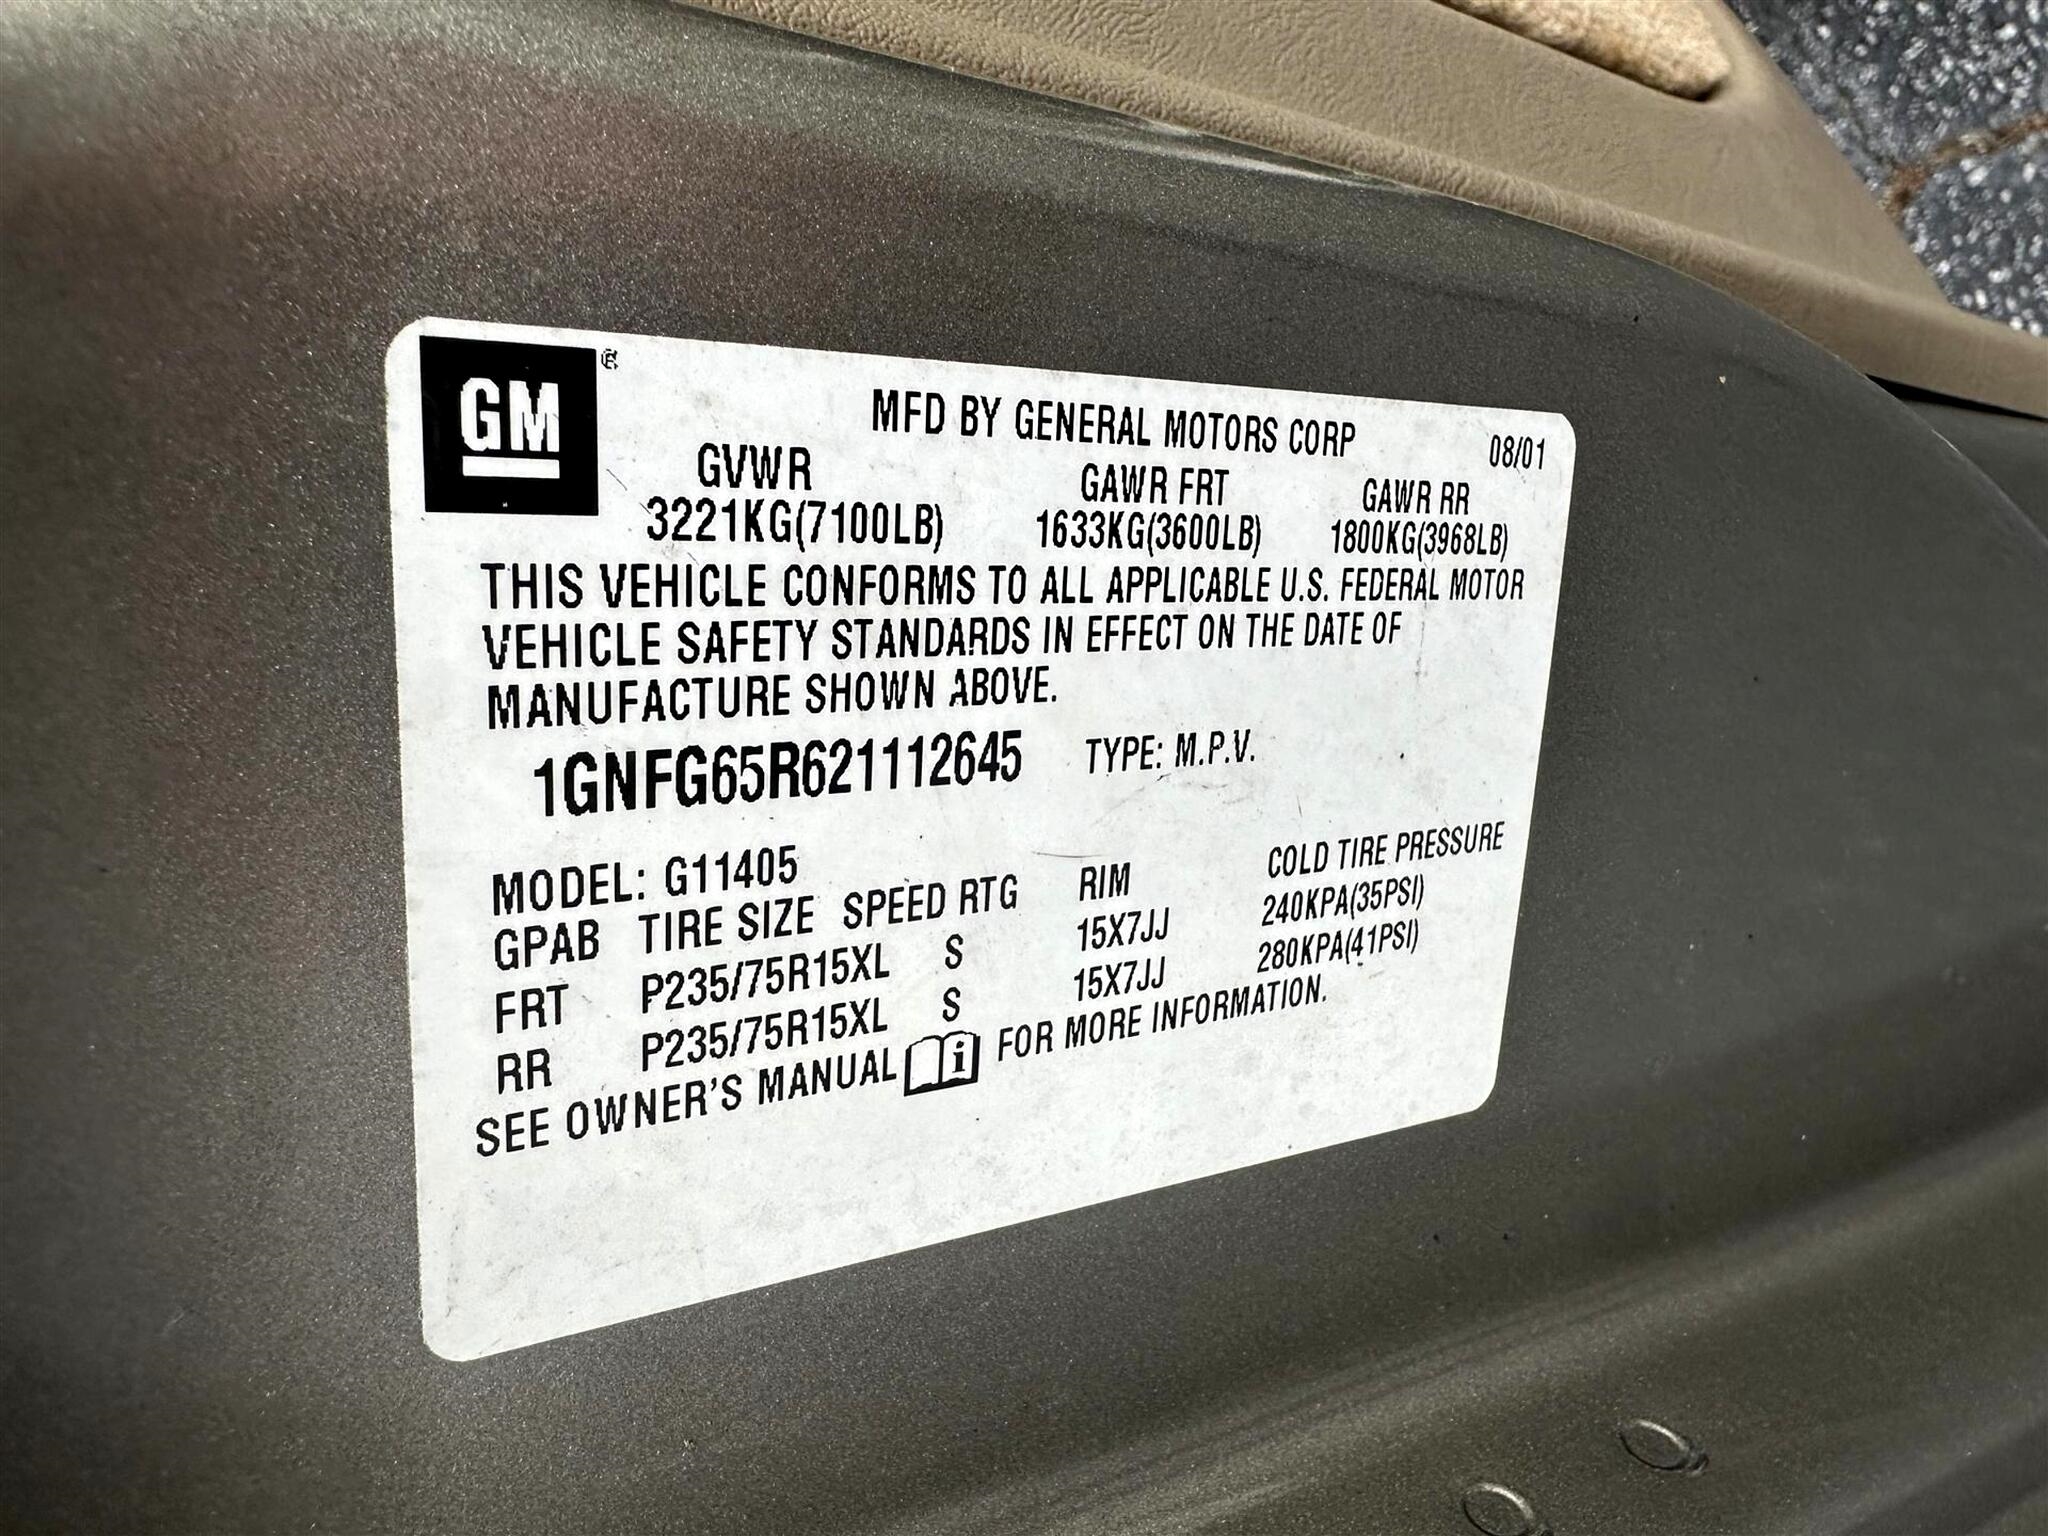 GM
MFD BY GENERAL MOTORS CORP 08/01
GVWR GAWR FRT GAWR RR
3221KG(7100LB) 1633KG(3600LB) 1800KG(3968LB)
THIS VEHICLE CONFORMS TO ALL APPLICABLE U.S. FEDERAL MOTOR
VEHICLE SAFETY STANDARDS IN EFFECT ON THE DATE OF
MANUFACTURE SHOWN ABOVE.
1GNFG65R621112645 TYPE: M.P.V.
MODEL: G11405
GPAB TIRE SIZE SPEED RTG RIM COLD TIRE PRESSURE
FRT P235/75R15XL S 15X7JJ 240KPA(35PSI)
RR P235/75R15XL S 15X7JJ 280KPA(41PSI)
SEE OWNER'S MANUAL i FOR MORE INFORMATION.